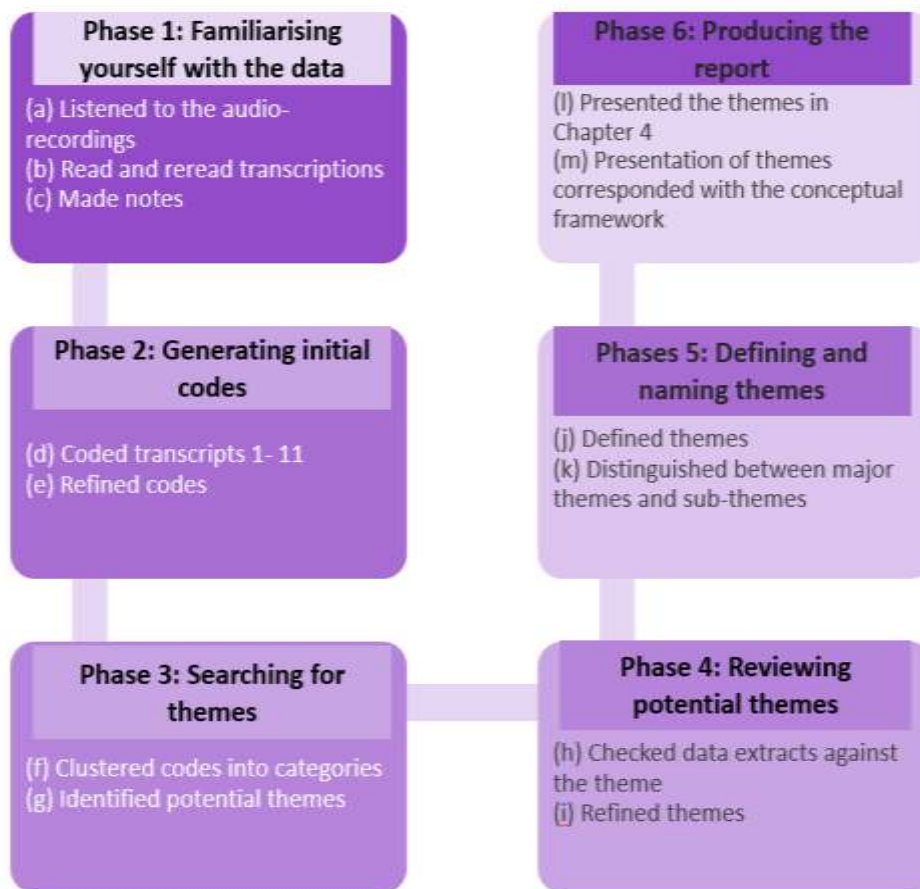 Phase 1: Familiarising
yourself with the data
(a) Listened to the audio-
recordings
(b) Read and reread transcriptions
(c) Made notes
Phase 2: Generating initial
codes
(d) Coded transcripts 1- 11
(e) Refined codes
Phase 3: Searching for
themes
(f) Clustered codes into categories
(g) Identified potential themes
Phase 4: Reviewing
potential themes
(h) Checked data extracts against
the theme
(i) Refined themes
Phases 5: Defining and
naming themes
(j) Defined themes
(k) Distinguished between major
themes and sub-themes
Phase 6: Producing the
report
(l) Presented the themes in
Chapter 4
(m) Presentation of themes
corresponded with the conceptual
framework